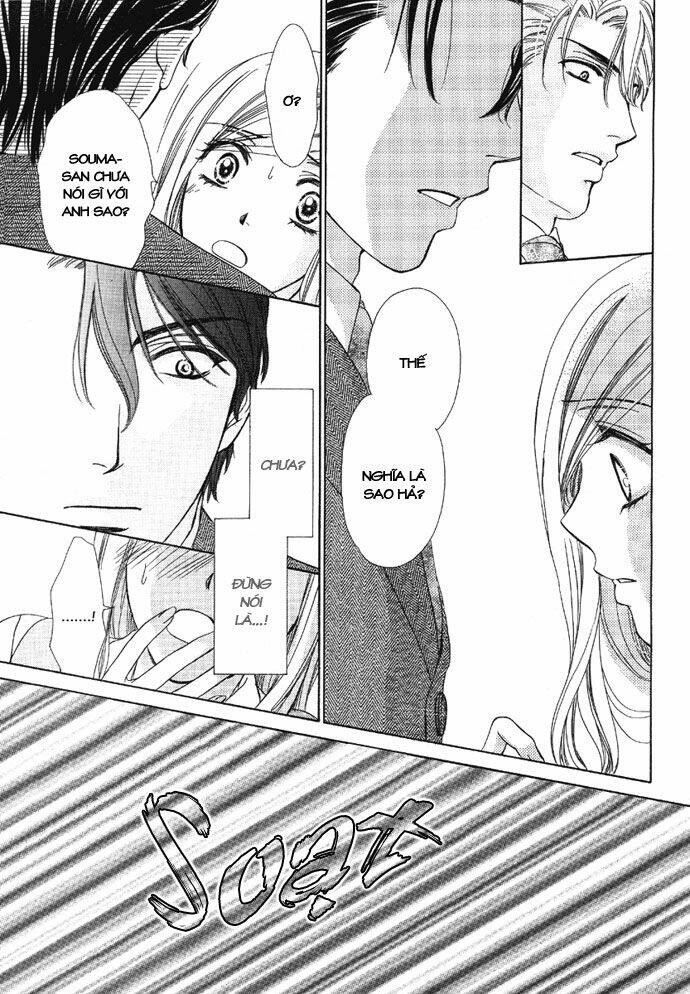 THẾ
NGHĨA LÀ
SAO HẢ?
Ơ?
SOUMA-
SAN CHƯA
NÓI GÌ VỚI
ANH SAO?
CHƯA?
ĐỪNG
NÓI
LÀ...!
.......!
Soạt